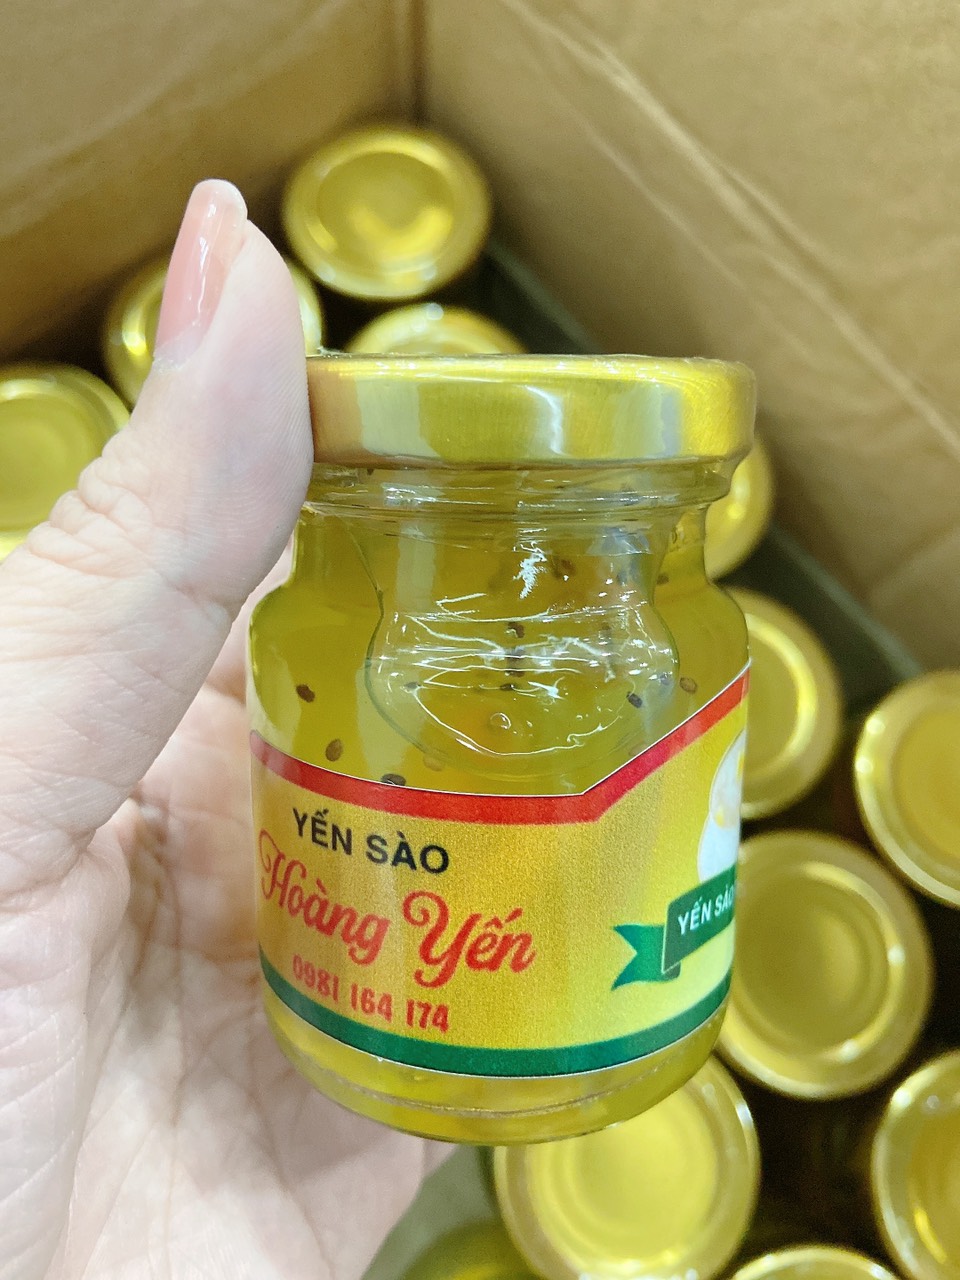 YẾN SÀO
Hoàng Yến
0981 164 174
YẾN SÀO